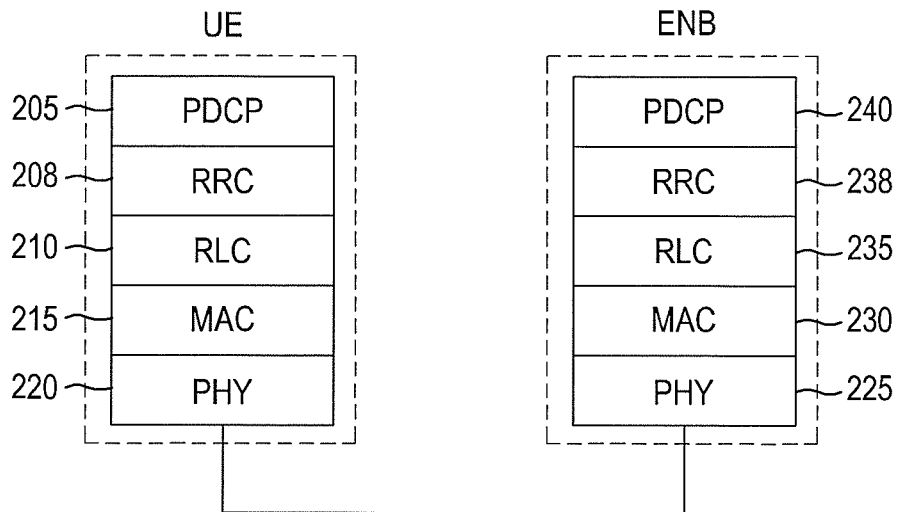 UE ENB
205 PDCP PDCP 240
208 RRC RRC 238
210 RLC RLC 235
215 MAC MAC 230
220 PHY PHY 225